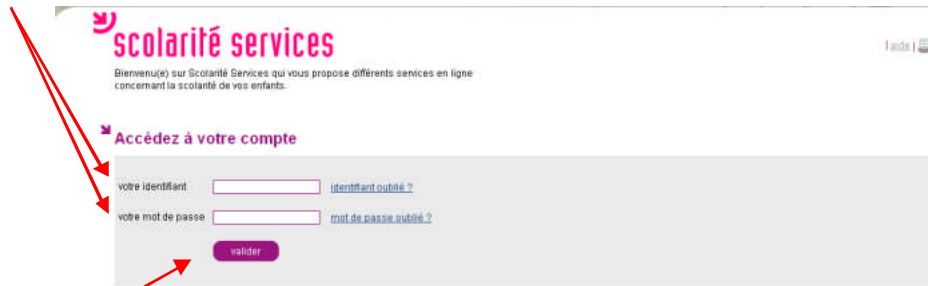 scolarité services
| aide |
Bienvenu(e) sur Scolarité Services qui vous propose différents services en ligne
concernant la scolarité de vos enfants.
Accédez à votre compte
votre identifiant identifiant oublié ?
votre mot de passe mot de passe oublié ?
valider